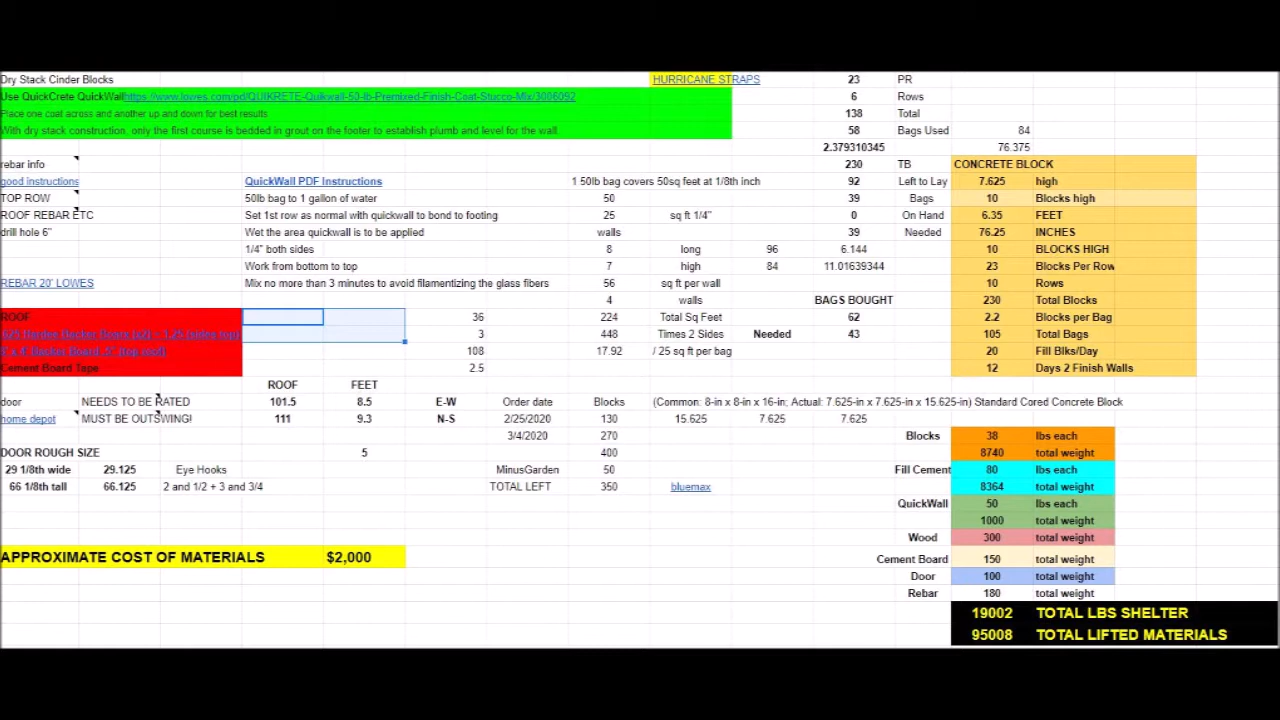 Dry Stack Cinder Blocks HURRICANE STRAPS 23 PR
Use QuickCrete QuickWall https://www.lowes.com/pd/QUIKRETE-Quikwall-50-lb-Premixed-Finish-Coat-Stucco-Mix/3006092 6 Rows
Place one coat across and another up and down for best results 138 Total
With dry stack construction, only the first course is bedded in grout on the footer to establish plumb and level for the wall. 58 Bags Used 84
2.379310345 76.375
rebar info 230 TB CONCRETE BLOCK
good instructions QuickWall PDF Instructions 1 50lb bag covers 50sq feet at 1/8th inch 92 Left to Lay 7.625 high
TOP ROW 50lb bag to 1 gallon of water 50 39 Bags 10 Blocks high
ROOF REBAR ETC Set 1st row as normal with quickwall to bond to footing 25 sq ft 1/4" 0 On Hand 6.35 FEET
drill hole 6" Wet the area quickwall is to be applied walls 39 Needed 76.25 INCHES
1/4" both sides 8 long 96 6.144 10 BLOCKS HIGH
Work from bottom to top 7 high 84 11.01639344 23 Blocks Per Row
REBAR 20' LOWES Mix no more than 3 minutes to avoid filamentizing the glass fibers 56 sq ft per wall 10 Rows
4 walls BAGS BOUGHT 230 Total Blocks
ROOF 36 224 Total Sq Feet 62 2.2 Blocks per Bag
.625 Hardee Backer Board (x2) = 1.25 (sides top) 3 448 Times 2 Sides Needed 43 105 Total Bags
Backer Board (top roof) 108 17.92 / 25 sq ft per bag 20 Fill Blks/Day
Cement Board Tape 2.5 12 Days 2 Finish Walls
ROOF FEET
door NEEDS TO BE RATED 101.5 8.5 E-W Order date Blocks (Common: 8-in x 8-in x 16-in; Actual: 7.625-in x 7.625-in x 15.625-in) Standard Cored Concrete Block
home depot MUST BE OUTSWING! 111 9.3 N-S 2/25/2020 130 15.625 7.625 7.625
3/4/2020 270 Blocks 38 lbs each
DOOR ROUGH SIZE 5 400 8740 total weight
29 1/8th wide 29.125 Eye Hooks MinusGarden 50 Fill Cement 80 lbs each
66 1/8th tall 66.125 2 and 1/2 + 3 and 3/4 TOTAL LEFT 350 bluemax 8364 total weight
QuickWall 50 lbs each
1000 total weight
Wood 300 total weight
APPROXIMATE COST OF MATERIALS $2,000 Cement Board 150 total weight
Door 100 total weight
Rebar 180 total weight
19002 TOTAL LBS SHELTER
95008 TOTAL LIFTED MATERIALS